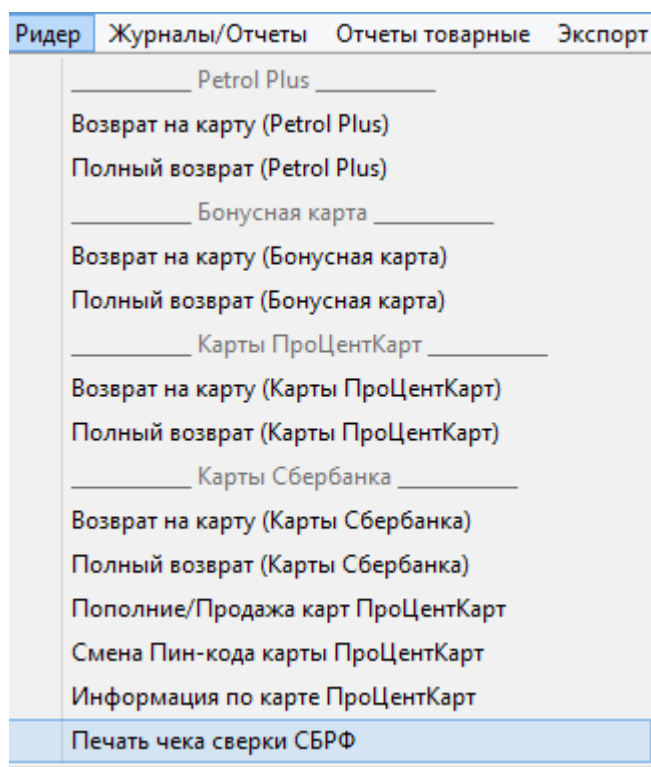 Ридер Журналы/Отчеты Отчеты товарные Экспорт
__________ Petrol Plus __________
Возврат на карту (Petrol Plus)
Полный возврат (Petrol Plus)
__________ Бонусная карта __________
Возврат на карту (Бонусная карта)
Полный возврат (Бонусная карта)
__________ Карты ПроЦентКарт __________
Возврат на карту (Карты ПроЦентКарт)
Полный возврат (Карты ПроЦентКарт)
__________ Карты Сбербанка __________
Возврат на карту (Карты Сбербанка)
Полный возврат (Карты Сбербанка)
Пополние/Продажа карт ПроЦентКарт
Смена Пин-кода карты ПроЦентКарт
Информация по карте ПроЦентКарт
Печать чека сверки СБРФ